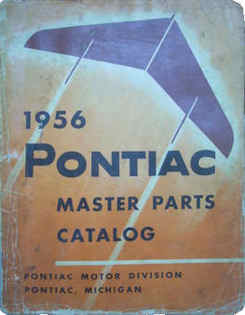 1956
PONTIAC
MASTER PARTS
CATALOG
PONTIAC MOTOR DIVISION
PONTIAC, MICHIGAN